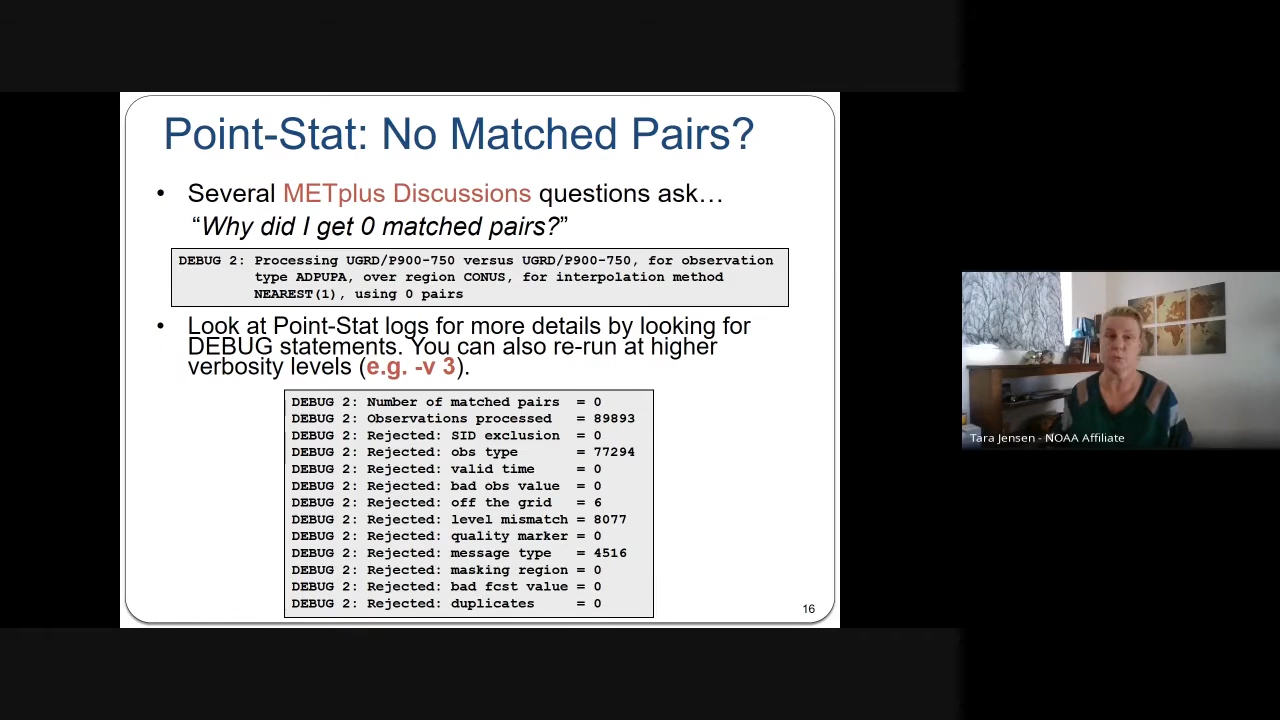 Point-Stat: No Matched Pairs?
• Several METplus Discussions questions ask…
“Why did I get 0 matched pairs?”
DEBUG 2: Processing UGRD/P900-750 versus UGRD/P900-750, for observation
type ADPUPA, over region CONUS, for interpolation method
NEAREST(1), using 0 pairs
• Look at Point-Stat logs for more details by looking for
DEBUG statements. You can also re-run at higher
verbosity levels (e.g. -v 3).
DEBUG 2: Number of matched pairs = 0
DEBUG 2: Observations processed = 89893
DEBUG 2: Rejected: SID exclusion = 0
DEBUG 2: Rejected: obs type = 77294
DEBUG 2: Rejected: valid time = 0
DEBUG 2: Rejected: bad obs value = 0
DEBUG 2: Rejected: off the grid = 6
DEBUG 2: Rejected: level mismatch = 8077
DEBUG 2: Rejected: quality marker = 0
DEBUG 2: Rejected: message type = 4516
DEBUG 2: Rejected: masking region = 0
DEBUG 2: Rejected: bad fcst value = 0
DEBUG 2: Rejected: duplicates = 0
16
Tara Jensen - NOAA Affiliate